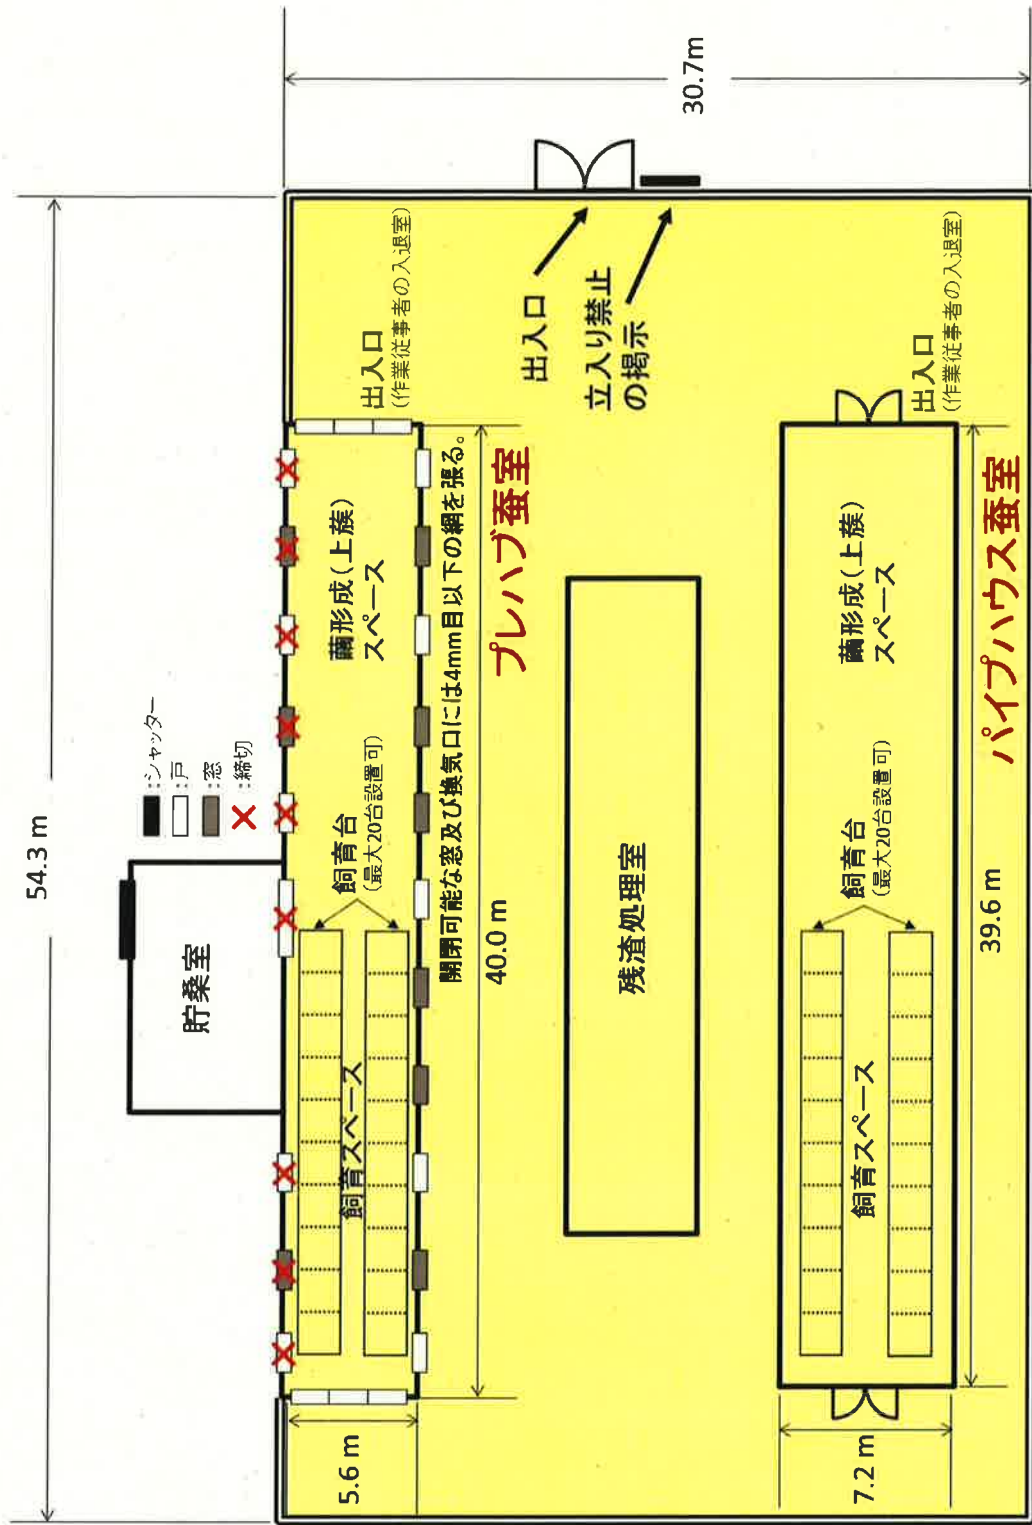 54.3 m
30.7m
貯桑室
:シャッター
:戸
:窓
:締切
出入口
(作業従事者の入退室)
繭形成(上蔟)
スペース
飼育台
(最大20台設置可)
飼育スペース
5.6 m
開閉可能な窓及び換気口には4mm目以下の網を張る。
40.0 m
プレハブ蚕室
出入口
立入り禁止
の掲示
残渣処理室
出入口
(作業従事者の入退室)
繭形成(上蔟)
スペース
飼育台
(最大20台設置可)
飼育スペース
7.2 m
39.6 m
パイプハウス蚕室